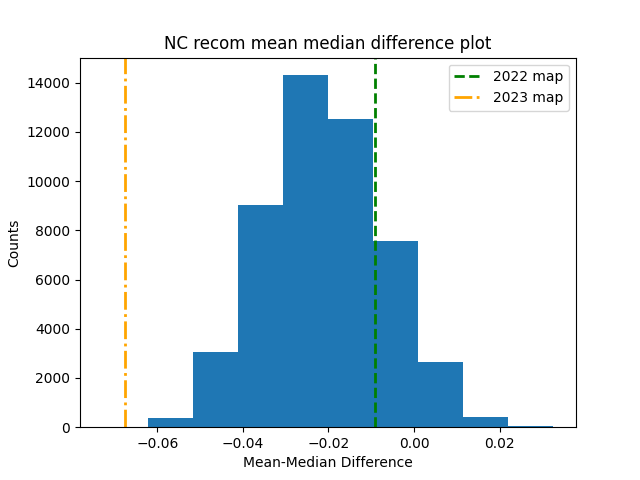 NC recom mean median difference plot
2022 map
2023 map
14000
12000
10000
8000
6000
4000
2000
0
Counts
−0.06
−0.04
−0.02
0.00
0.02
Mean-Median Difference